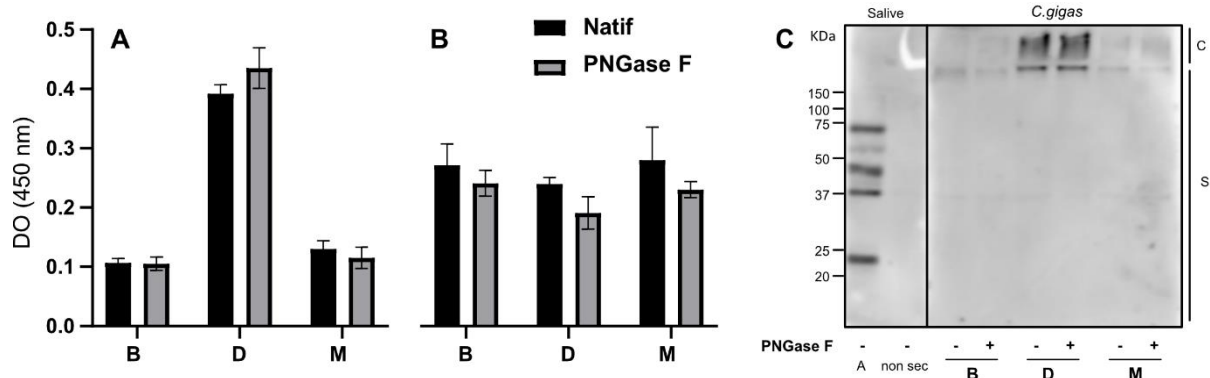 A
DO (450 nm)
0.5
0.4
0.3
0.2
0.1
0.0
B D M
B
Natif
PNGase F
B D M
C
Salive C.gigas
KDa
150
100
75
50
37
25
20
C
S
PNGase F - - - + - + - +
A non sec B D M